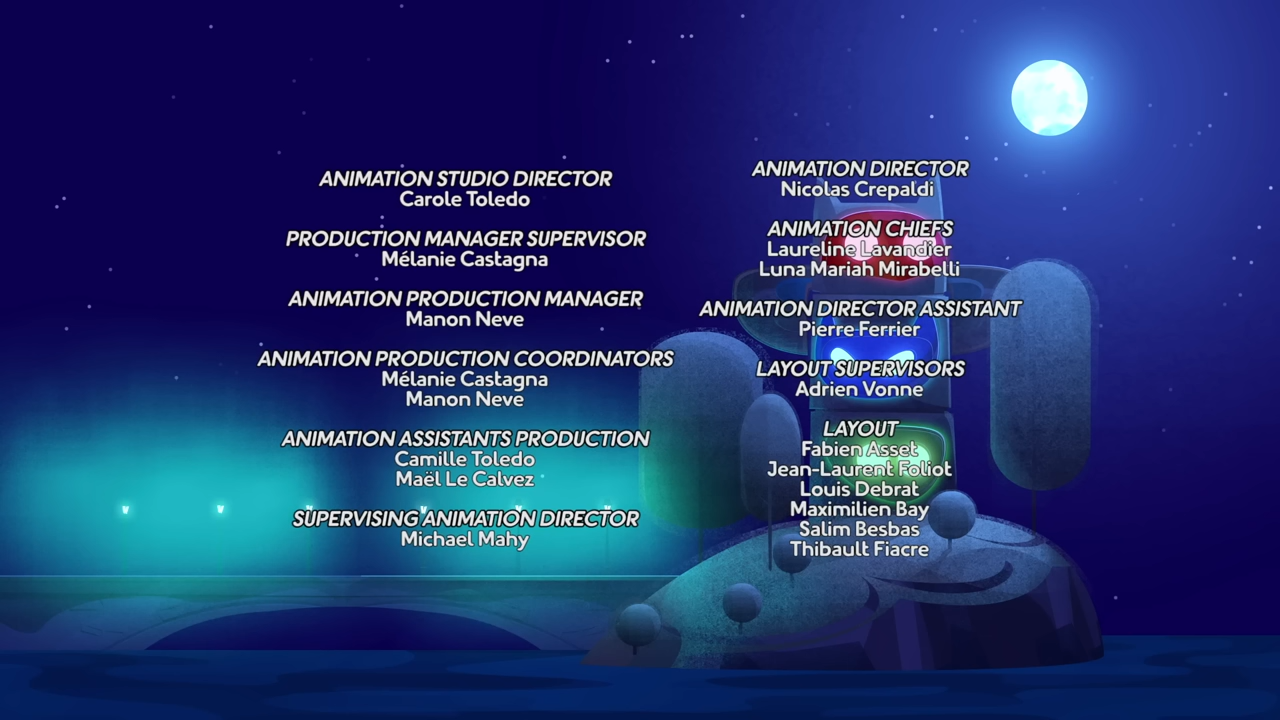 ANIMATION STUDIO DIRECTOR
Carole Toledo
PRODUCTION MANAGER SUPERVISOR
Mélanie Castagna
ANIMATION PRODUCTION MANAGER
Manon Neve
ANIMATION PRODUCTION COORDINATORS
Mélanie Castagna
Manon Neve
ANIMATION ASSISTANTS PRODUCTION
Camille Toledo
Maël Le Calvez
SUPERVISING ANIMATION DIRECTOR
Michael Mahy
ANIMATION DIRECTOR
Nicolas Crepaldi
ANIMATION CHIEFS
Laureline Lavandier
Luna Mariah Mirabelli
ANIMATION DIRECTOR ASSISTANT
Pierre Ferrier
LAYOUT SUPERVISORS
Adrien Vonne
LAYOUT
Fabien Asset
Jean-Laurent Foliot
Louis Debrat
Maximilien Bay
Salim Besbas
Thibault Fiacre